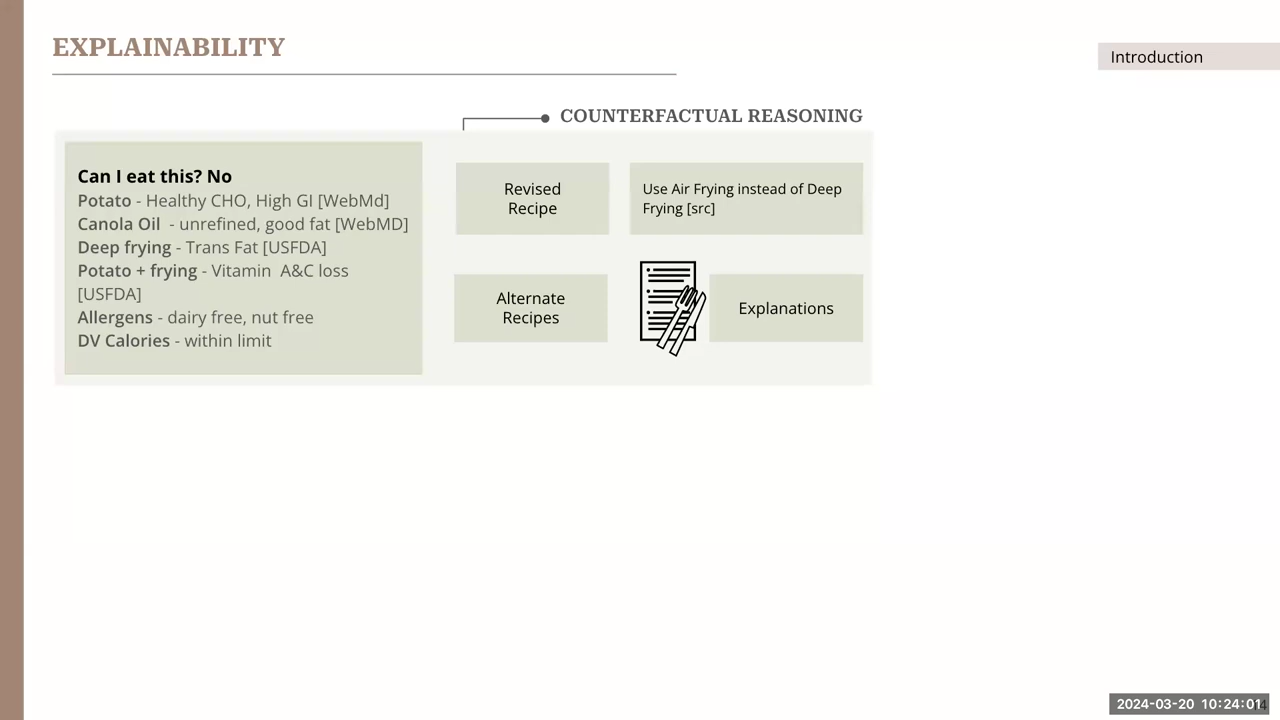 EXPLAINABILITY
Introduction
COUNTERFACTUAL REASONING
Can I eat this? No
Potato - Healthy CHO, High GI [WebMd]
Canola Oil - unrefined, good fat [WebMD]
Deep frying - Trans Fat [USFDA]
Potato + frying - Vitamin A&C loss
[USFDA]
Allergens - dairy free, nut free
DV Calories - within limit
Revised
Recipe
Use Air Frying instead of Deep
Frying [src]
Alternate
Recipes
Explanations
2024-03-20 10:24:01